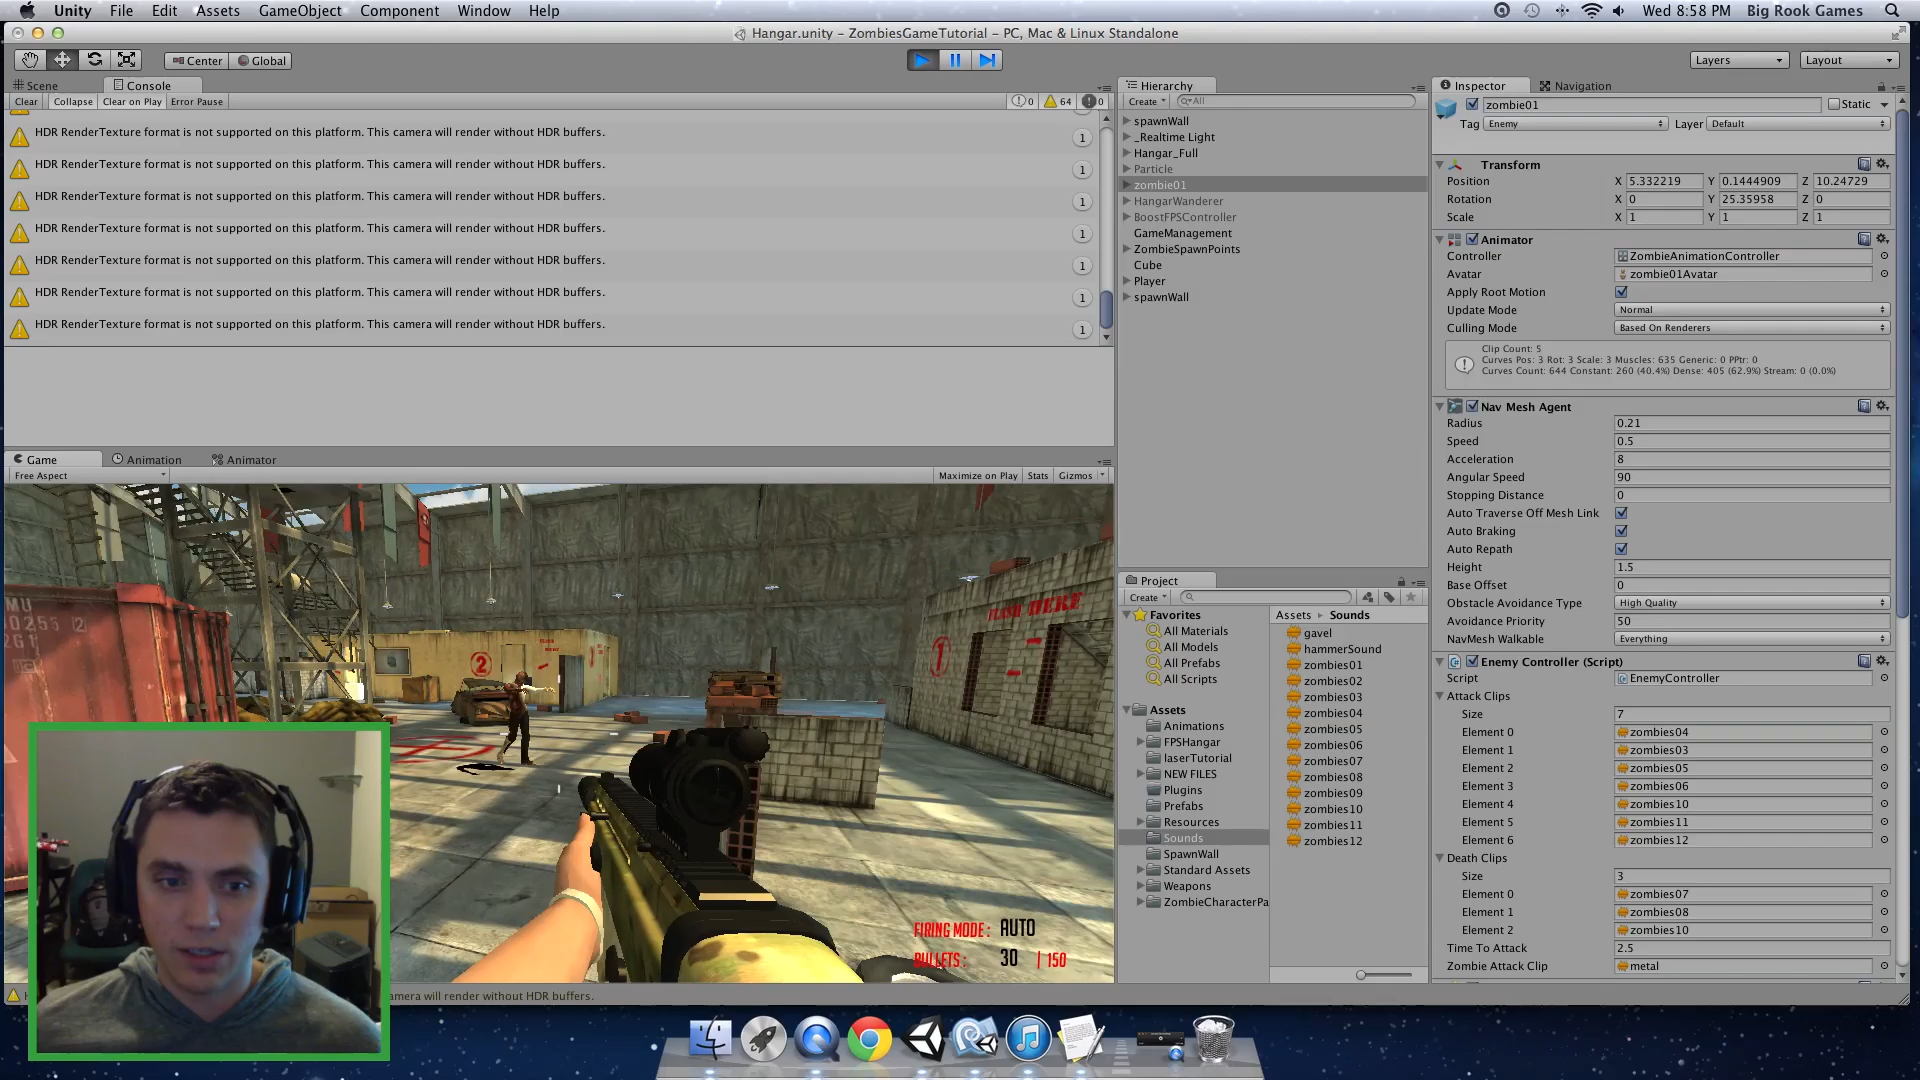 Unity File Edit Assets GameObject Component Window Help
Wed 8:58 PM Big Rook Games
Hangar.unity - ZombiesGameTutorial - PC, Mac & Linux Standalone
Center Global
Layers Layout
Scene Console
Clear Collapse Clear on Play Error Pause
0 64 0
HDR RenderTexture format is not supported on this platform. This camera will render without HDR buffers. 1
HDR RenderTexture format is not supported on this platform. This camera will render without HDR buffers. 1
HDR RenderTexture format is not supported on this platform. This camera will render without HDR buffers. 1
HDR RenderTexture format is not supported on this platform. This camera will render without HDR buffers. 1
HDR RenderTexture format is not supported on this platform. This camera will render without HDR buffers. 1
HDR RenderTexture format is not supported on this platform. This camera will render without HDR buffers. 1
HDR RenderTexture format is not supported on this platform. This camera will render without HDR buffers. 1
Game Animation Animator
Free Aspect Maximize on Play Stats Gizmos
2
1
FLASH HERE
FIRING MODE : AUTO
BULLETS : 30 | 150
amera will render without HDR buffers.
Hierarchy
Create All
spawnWall
_Realtime Light
Hangar_Full
Particle
zombie01
HangarWanderer
BoostFPSController
GameManagement
ZombieSpawnPoints
Cube
Player
spawnWall
Project
Create
Favorites
All Materials
All Models
All Prefabs
All Scripts
Assets
Animations
FPSHangar
laserTutorial
NEW FILES
Plugins
Prefabs
Resources
Sounds
SpawnWall
Standard Assets
Weapons
ZombieCharacterPa
Assets Sounds
gavel
hammerSound
zombies01
zombies02
zombies03
zombies04
zombies05
zombies06
zombies07
zombies08
zombies09
zombies10
zombies11
zombies12
Inspector Navigation
zombie01 Static
Tag Enemy Layer Default
Transform
Position X 5.332219 Y 0.1444909 Z 10.24729
Rotation X 0 Y 25.35958 Z 0
Scale X 1 Y 1 Z 1
Animator
Controller ZombieAnimationController
Avatar zombie01Avatar
Apply Root Motion
Update Mode Normal
Culling Mode Based On Renderers
Clip Count: 5
Curves Pos: 3 Rot: 3 Scale: 3 Muscles: 635 Generic: 0 PPtr: 0
Curves Count: 644 Constant: 260 (40.4%) Dense: 405 (62.9%) Stream: 0 (0.0%)
Nav Mesh Agent
Radius 0.21
Speed 0.5
Acceleration 8
Angular Speed 90
Stopping Distance 0
Auto Traverse Off Mesh Link
Auto Braking
Auto Repath
Height 1.5
Base Offset 0
Obstacle Avoidance Type High Quality
Avoidance Priority 50
NavMesh Walkable Everything
Enemy Controller (Script)
Script EnemyController
Attack Clips
Size 7
Element 0 zombies04
Element 1 zombies03
Element 2 zombies05
Element 3 zombies06
Element 4 zombies10
Element 5 zombies11
Element 6 zombies12
Death Clips
Size 3
Element 0 zombies07
Element 1 zombies08
Element 2 zombies10
Time To Attack 2.5
Zombie Attack Clip metal